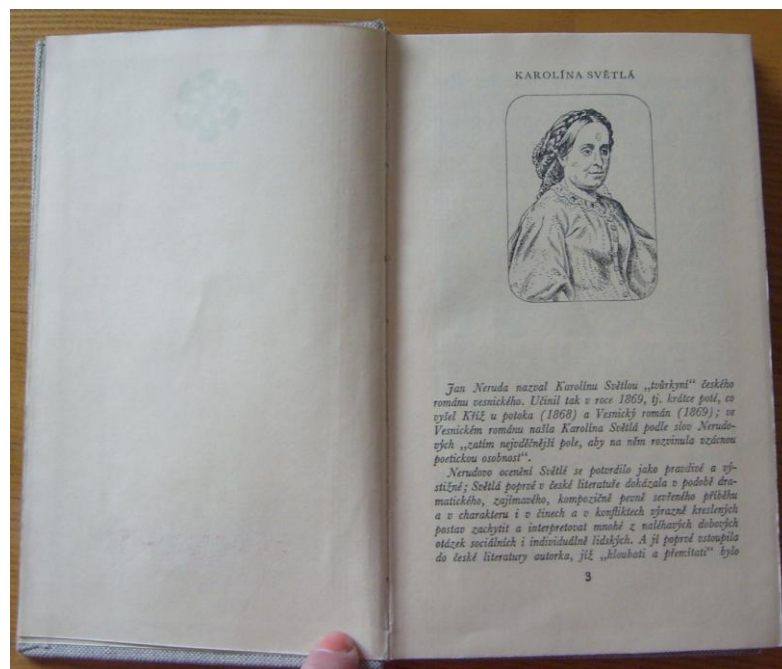 KAROLÍNA SVĚTLÁ
Jan Neruda nazval Karolínu Světlou „tvůrkyní“ českého
románu vesnického. Učinil tak v roce 1869, tj. krátce poté, co
vyšel Kříž u potoka (1868) a Vesnický román (1869); ve
Vesnickém románu našla Karolína Světlá podle slov Nerudo-
vých „zatím nejvděčnější pole, aby na něm rozvinula vzácnou
poetickou osobnost“.
Nerudovo ocenění Světlé se potvrdilo jako pravdivé a vý-
stižné; Světlá poprvé v české literatuře dokázala v podobě dra-
matického, zajímavého, kompozičně pevně sevřeného příběhu
a v charakteru i v činech a v konfliktech výrazně kreslených
postav zachytit a interpretovat mnohé z naléhavých dobových
otázek sociálních i individuálně lidských. A jí poprvé vstoupila
do české literatury autorka, jíž „hloubati a přemítati“ bylo
3